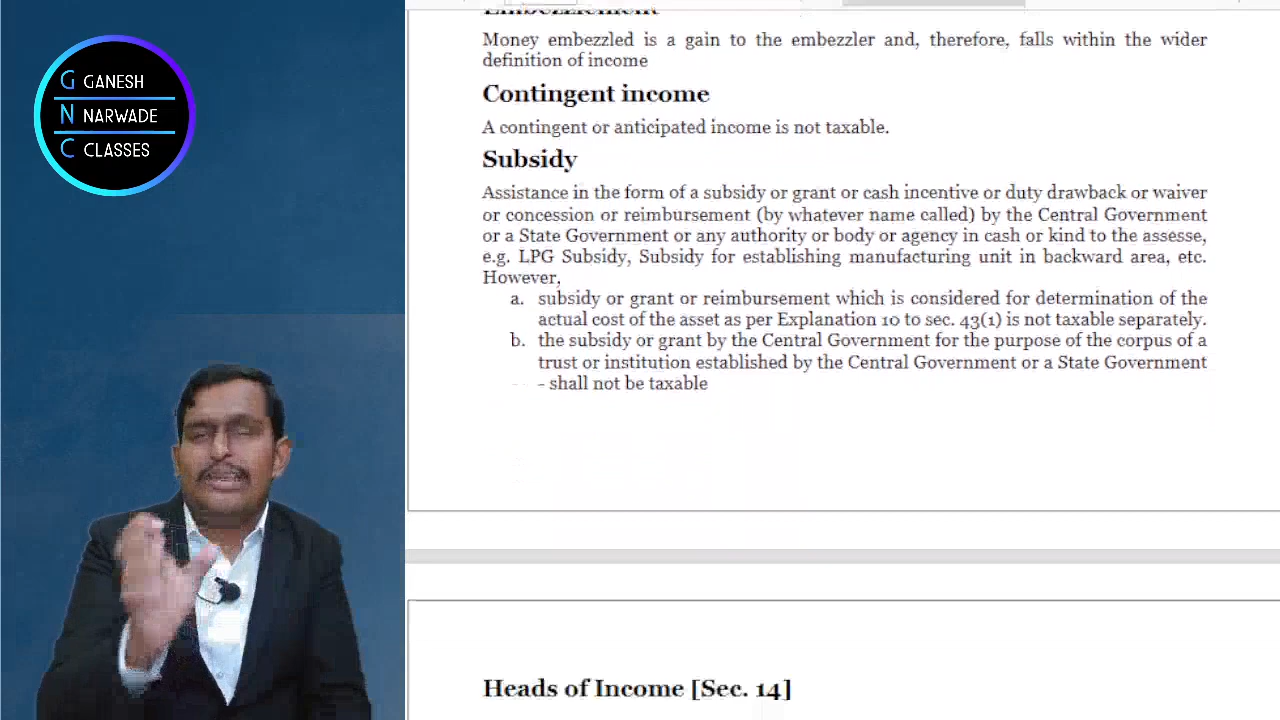 G GANESH
N NARWADE
C CLASSES
Embezzlement
Money embezzled is a gain to the embezzler and, therefore, falls within the wider
definition of income
Contingent income
A contingent or anticipated income is not taxable.
Subsidy
Assistance in the form of a subsidy or grant or cash incentive or duty drawback or waiver
or concession or reimbursement (by whatever name called) by the Central Government
or a State Government or any authority or body or agency in cash or kind to the assesse,
e.g. LPG Subsidy, Subsidy for establishing manufacturing unit in backward area, etc.
However,
a. subsidy or grant or reimbursement which is considered for determination of the
actual cost of the asset as per Explanation 10 to sec. 43(1) is not taxable separately.
b. the subsidy or grant by the Central Government for the purpose of the corpus of a
trust or institution established by the Central Government or a State Government
- shall not be taxable
Heads of Income [Sec. 14]